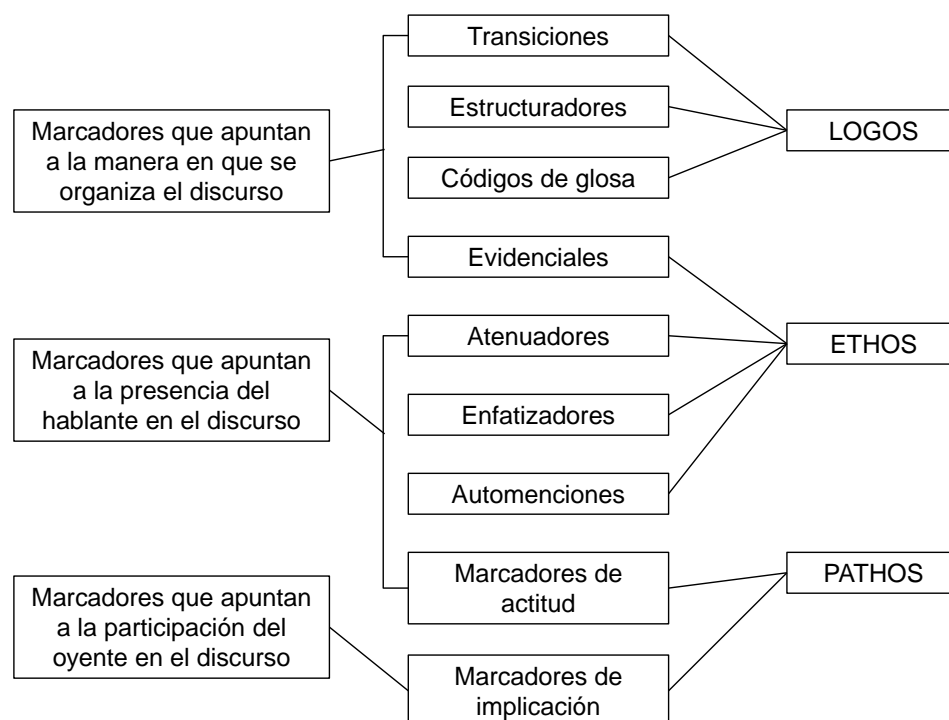 Marcadores que apuntan
a la manera en que se
organiza el discurso
Marcadores que apuntan
a la presencia del
hablante en el discurso
Marcadores que apuntan
a la participación del
oyente en el discurso
Transiciones
Estructuradores
Códigos de glosa
Evidenciales
Atenuadores
Enfatizadores
Automenciones
Marcadores de
actitud
Marcadores de
implicación
LOGOS
ETHOS
PATHOS